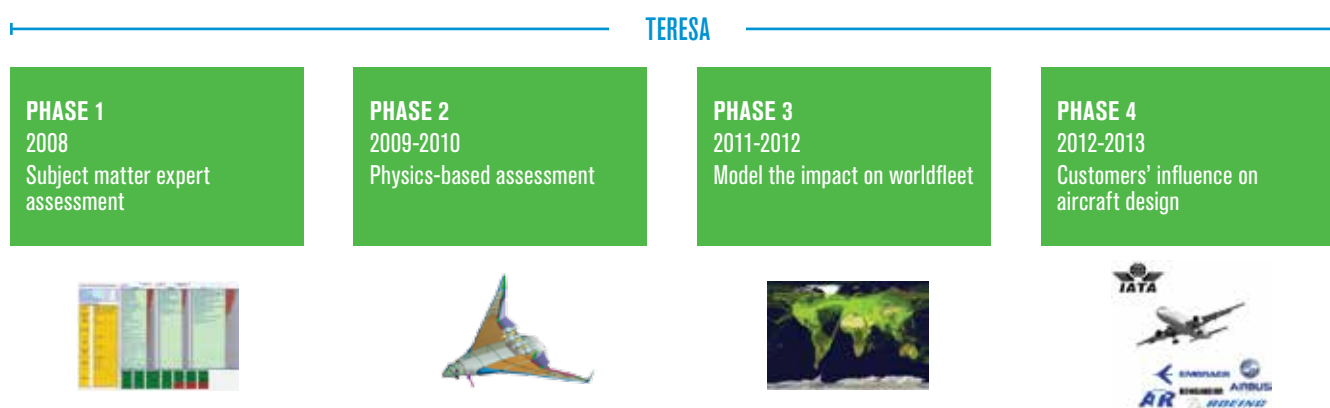 TERESA
PHASE 1
2008
Subject matter expert
assessment
PHASE 2
2009-2010
Physics-based assessment
PHASE 3
2011-2012
Model the impact on worldfleet
PHASE 4
2012-2013
Customers’ influence on
aircraft design
IATA
EMBRAER
AIRBUS
BOEING